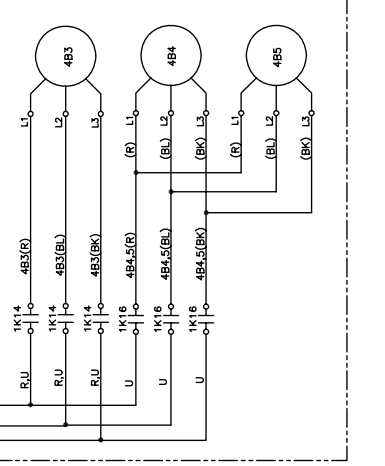 4B3
4B4
4B5
L1
L2
L3
L1
L2
L3
L1
L2
L3
(R)
(BL)
(BK)
(R)
(BL)
(BK)
4B3(R)
4B3(BL)
4B3(BK)
4B4,5(R)
4B4,5(BL)
4B4,5(BK)
1K14
1K14
1K14
1K16
1K16
1K16
R,U
R,U
R,U
U
U
U